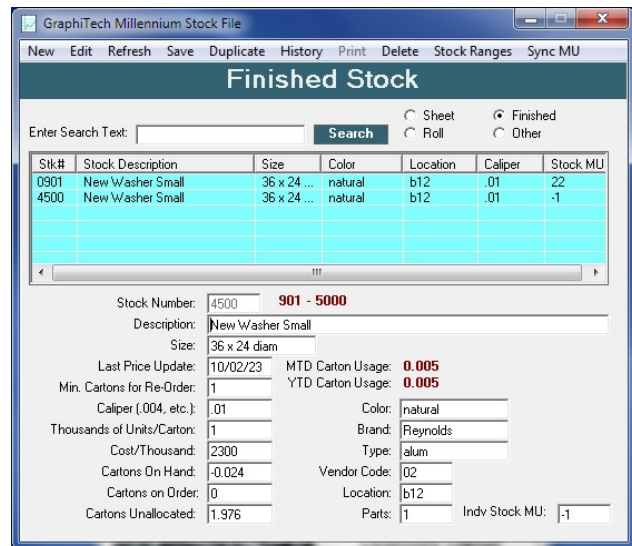 GraphiTech Millennium Stock File
New Edit Refresh Save Duplicate History Print Delete Stock Ranges Sync MU
Finished Stock
Sheet Finished
Enter Search Text: Search Roll Other
Stk# Stock Description Size Color Location Caliper Stock MU
0901 New Washer Small 36 x 24 ... natural b12 .01 22
4500 New Washer Small 36 x 24 ... natural b12 .01 -1
Stock Number: 4500 901 - 5000
Description: New Washer Small
Size: 36 x 24 diam
Last Price Update: 10/02/23 MTD Carton Usage: 0.005
Min. Cartons for Re-Order: 1 YTD Carton Usage: 0.005
Caliper (.004, etc.): .01 Color: natural
Thousands of Units/Carton: 1 Brand: Reynolds
Cost/Thousand: 2300 Type: alum
Cartons On Hand: -0.024 Vendor Code: 02
Cartons on Order: 0 Location: b12
Cartons Unallocated: 1.976 Parts: 1 Indv Stock MU: -1